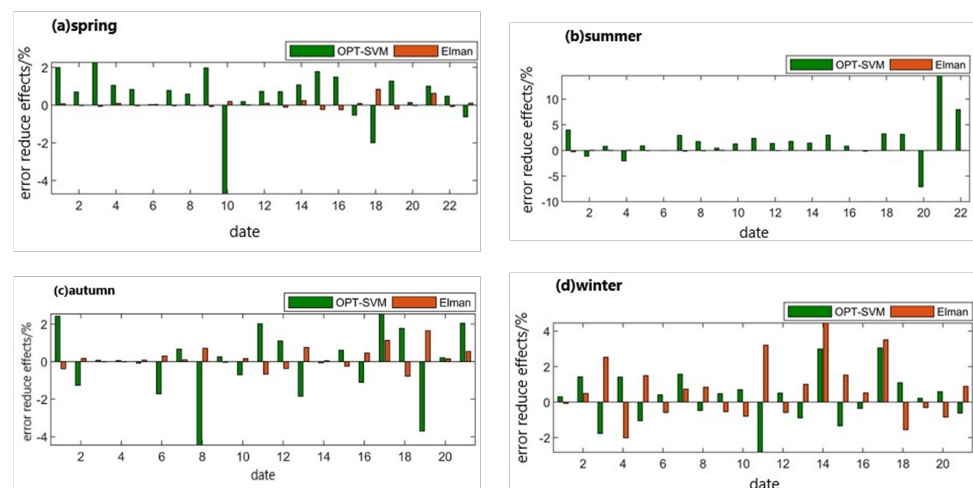 (a)spring
OPT-SVM Elman
error reduce effects/%
2
0
-2
-4
2 4 6 8 10 12 14 16 18 20 22
date
(b)summer
OPT-SVM Elman
error reduce effects/%
10
5
0
-5
-10
2 4 6 8 10 12 14 16 18 20 22
date
(c)autumn
OPT-SVM Elman
error reduce effects/%
2
0
-2
-4
2 4 6 8 10 12 14 16 18 20
date
(d)winter
OPT-SVM Elman
error reduce effects/%
4
2
0
-2
2 4 6 8 10 12 14 16 18 20
date